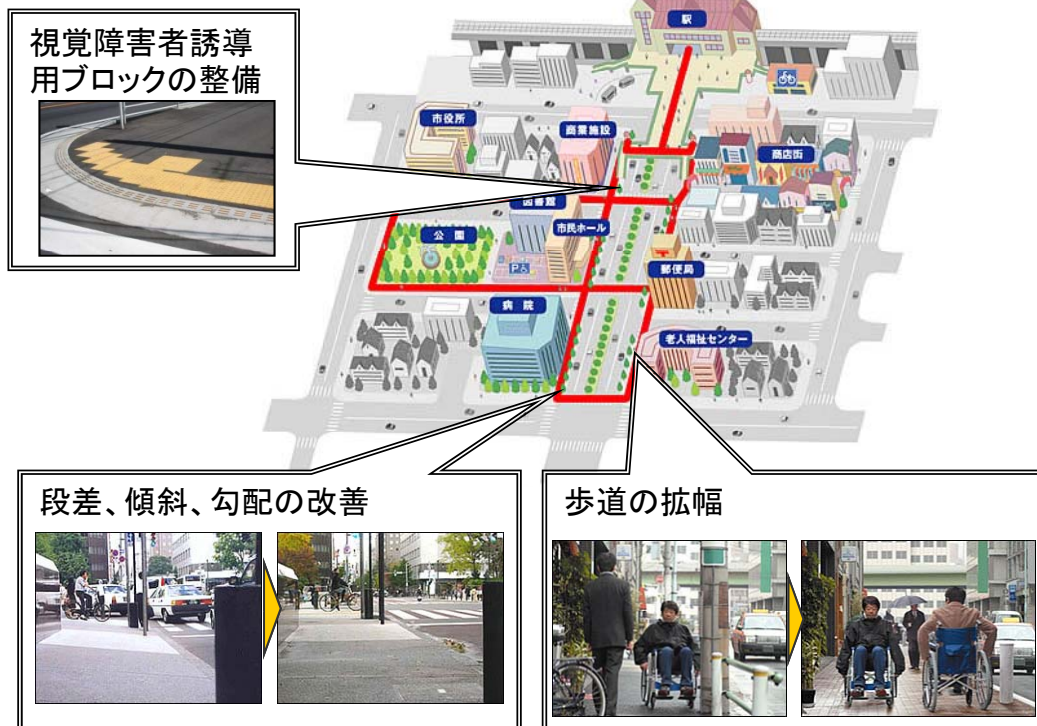 視覚障害者誘導
用ブロックの整備
駅
市役所
商業施設
商店街
図書館
市民ホール
公園
郵便局
病院
老人福祉センター
P
段差、傾斜、勾配の改善
歩道の拡幅